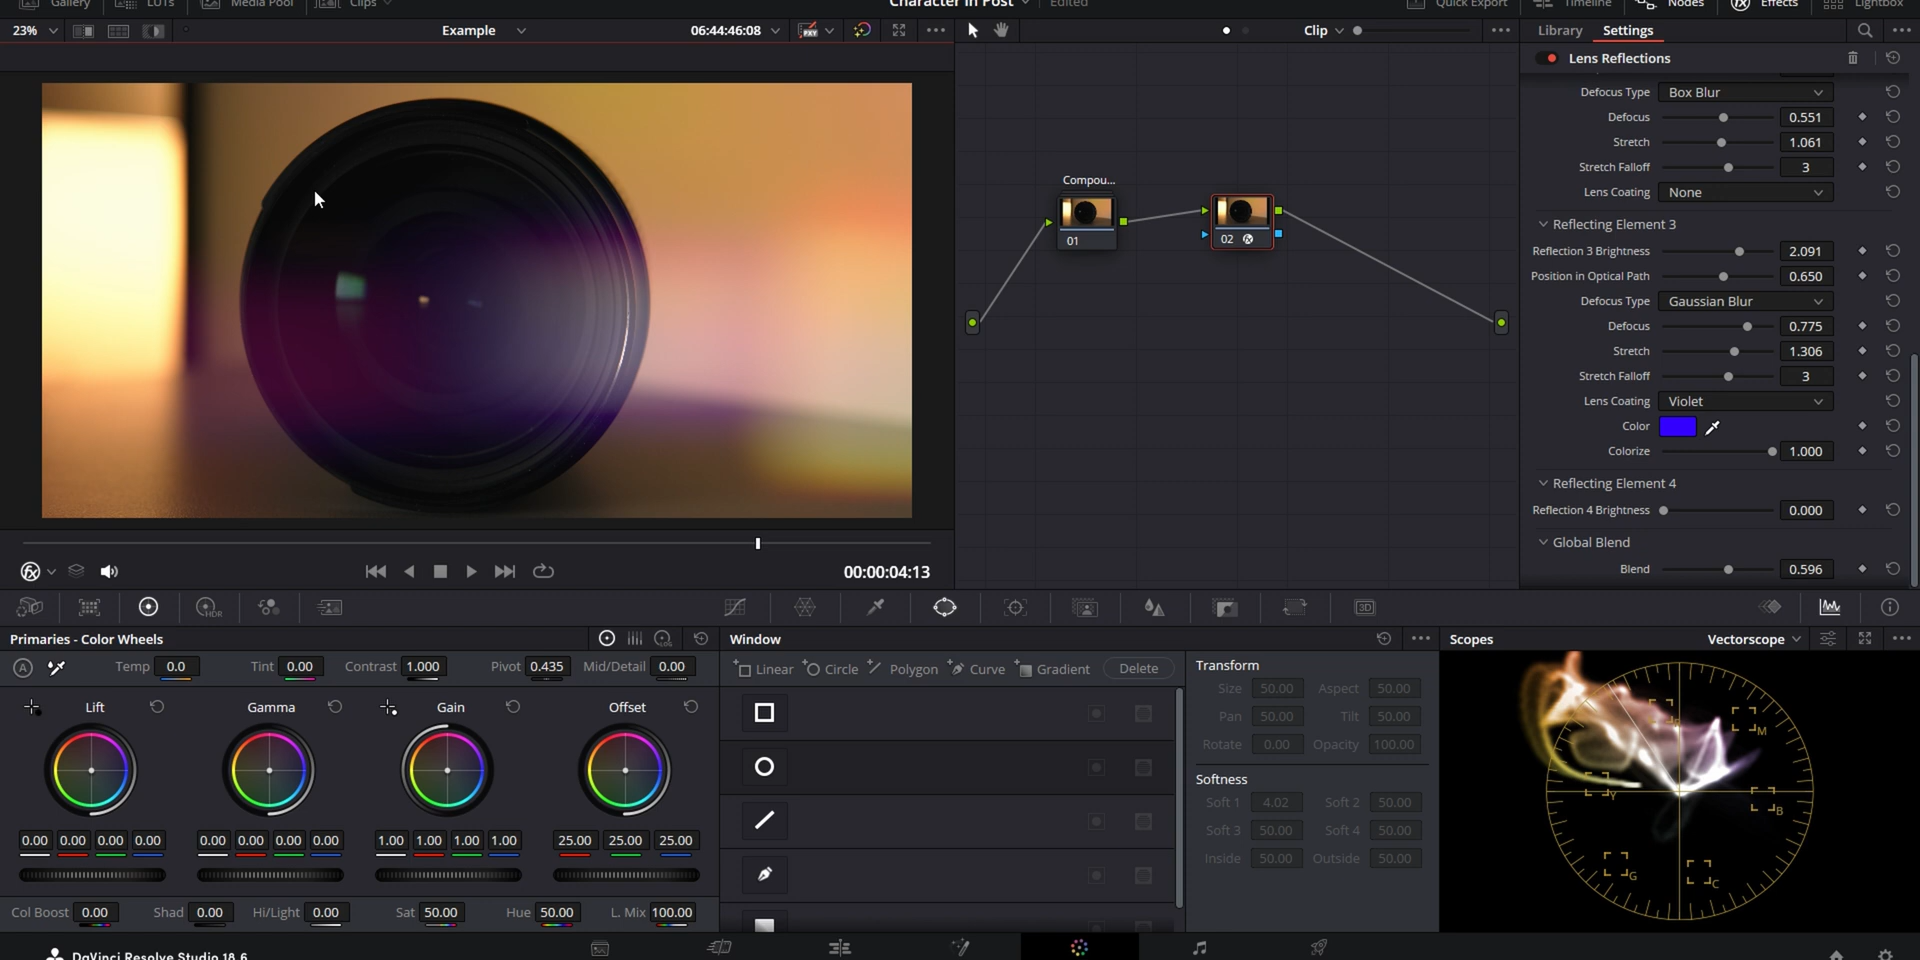 Gallery LUTs Media Pool Clips Character in Post Edited Quick Export Timeline Nodes Effects Lightbox
23% Example 06:44:46:08 Clip Library Settings
Lens Reflections
Defocus Type Box Blur
Defocus 0.551
Stretch 1.061
Stretch Falloff 3
Lens Coating None
Reflecting Element 3
Reflection 3 Brightness 2.091
Position in Optical Path 0.650
Defocus Type Gaussian Blur
Defocus 0.775
Stretch 1.306
Stretch Falloff 3
Lens Coating Violet
Color
Colorize 1.000
Reflecting Element 4
Reflection 4 Brightness 0.000
Global Blend
Blend 0.596
Compou...
01
02
00:00:04:13
HDR
3D
Primaries - Color Wheels
A Temp 0.0 Tint 0.00 Contrast 1.000 Pivot 0.435 Mid/Detail 0.00
Lift Gamma Gain Offset
0.00 0.00 0.00 0.00 0.00 0.00 0.00 0.00 1.00 1.00 1.00 1.00 25.00 25.00 25.00
Col Boost 0.00 Shad 0.00 Hi/Light 0.00 Sat 50.00 Hue 50.00 L. Mix 100.00
Window
Linear Circle Polygon Curve Gradient Delete
Transform
Size 50.00 Aspect 50.00
Pan 50.00 Tilt 50.00
Rotate 0.00 Opacity 100.00
Softness
Soft 1 4.02 Soft 2 50.00
Soft 3 50.00 Soft 4 50.00
Inside 50.00 Outside 50.00
Scopes Vectorscope
M
Y
B
G
C
DaVinci Resolve Studio 18.6